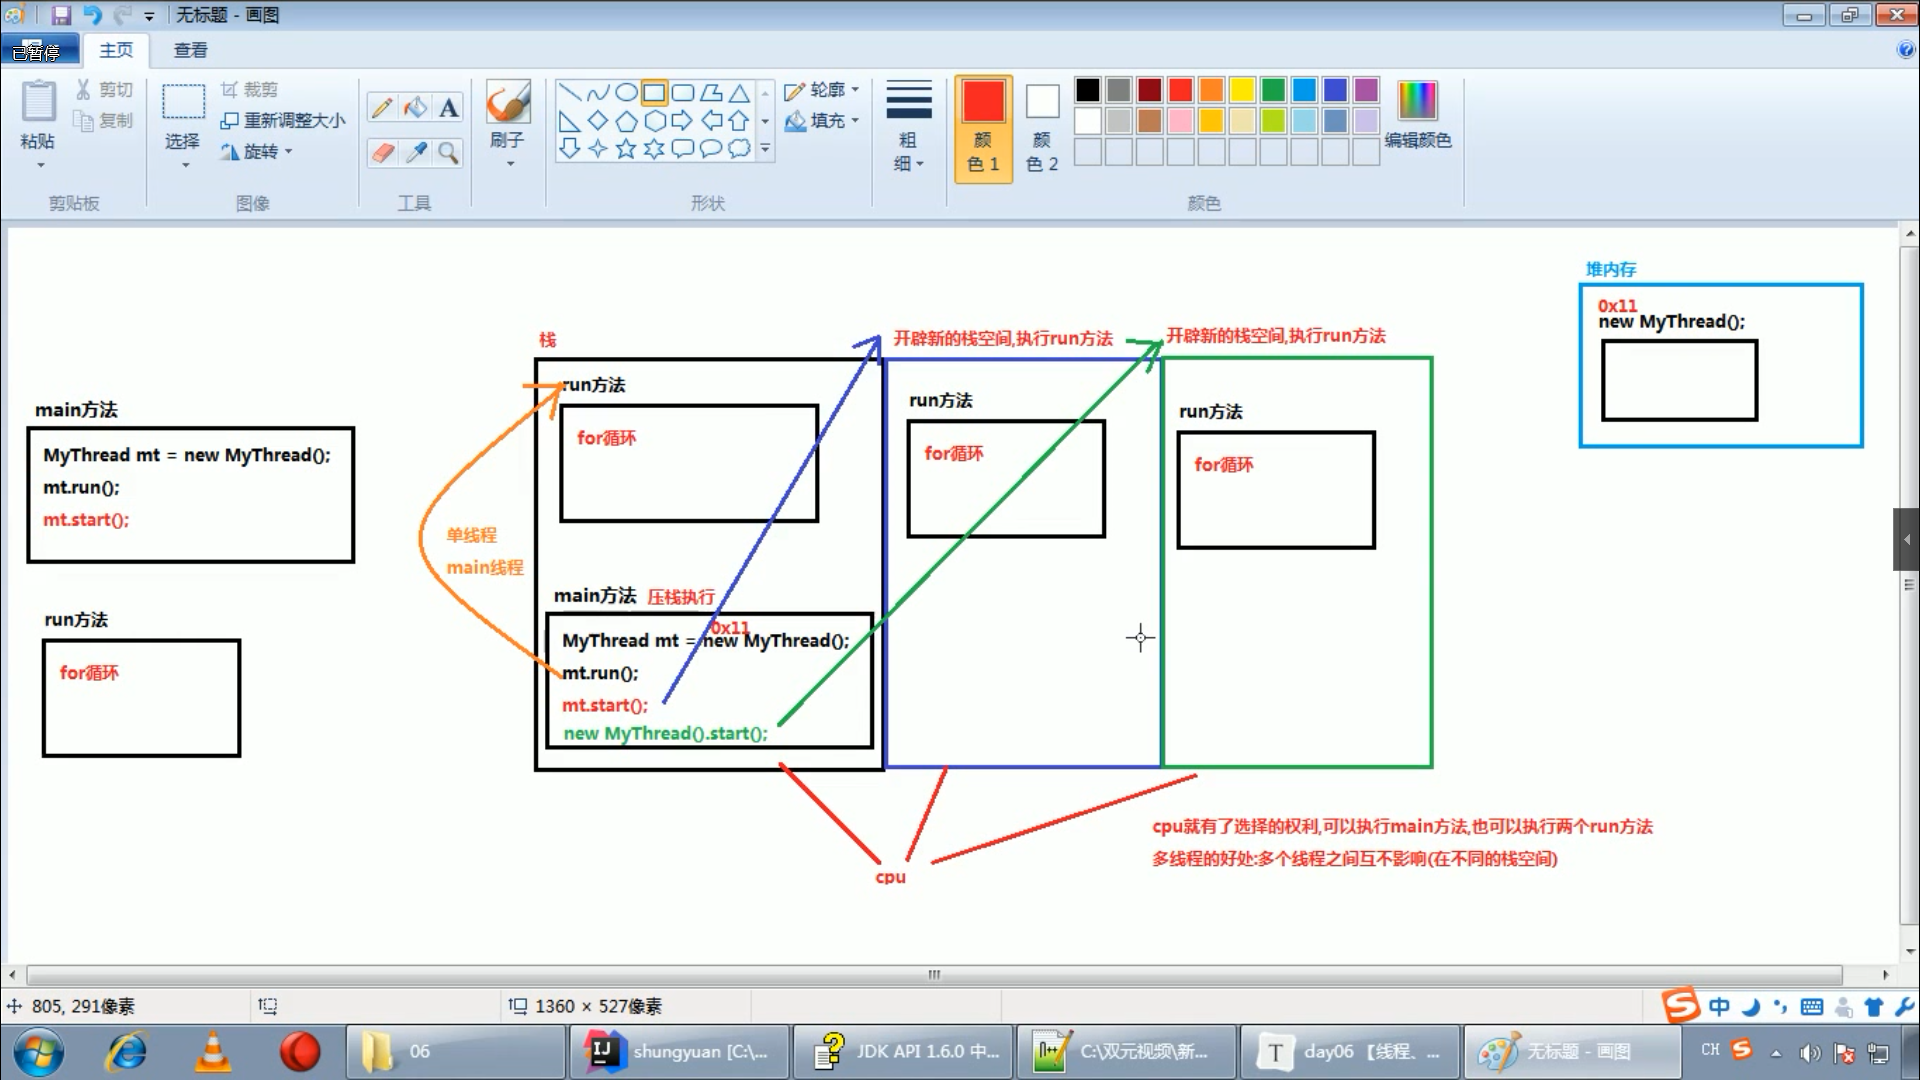 无标题 - 画图
已暂停
主页
查看
粘贴
剪切
复制
剪贴板
选择
裁剪
重新调整大小
旋转
图像
A
工具
刷子
轮廓
填充
形状
粗
细
颜
色 1
颜
色 2
编辑颜色
颜色
堆内存
0x11
new MyThread();
main方法
MyThread mt = new MyThread();
mt.run();
mt.start();
run方法
for循环
单线程
main线程
栈
run方法
for循环
main方法 压栈执行
0x11
MyThread mt = new MyThread();
mt.run();
mt.start();
new MyThread().start();
开辟新的栈空间,执行run方法
run方法
for循环
开辟新的栈空间,执行run方法
run方法
for循环
cpu
cpu就有了选择的权利,可以执行main方法,也可以执行两个run方法
多线程的好处:多个线程之间互不影响(在不同的栈空间)
805, 291像素
1360 × 527像素
S 中
06
shungyuan [C:\...
JDK API 1.6.0 中...
C:\双元视频\新...
day06 【线程、...
无标题 - 画图
CH